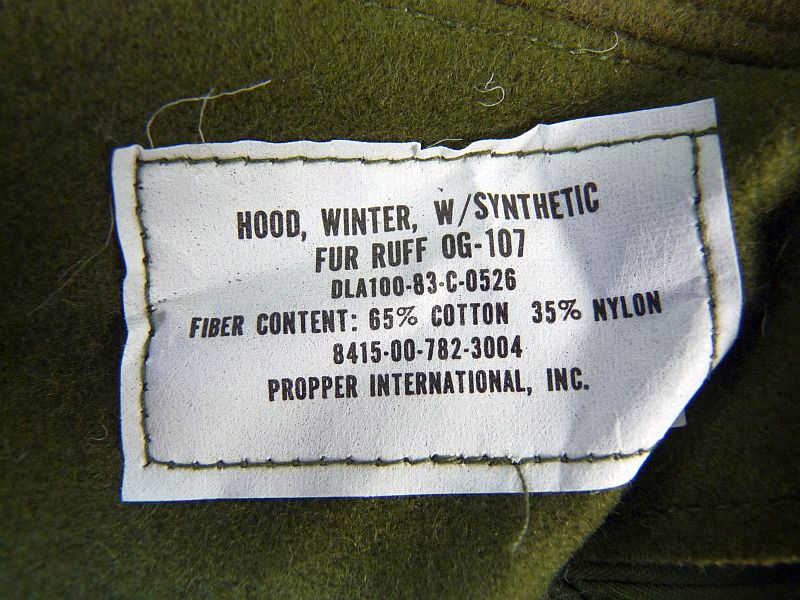 HOOD, WINTER, W/SYNTHETIC
FUR RUFF OG-107
DLA100-83-C-0526
FIBER CONTENT: 65% COTTON 35% NYLON
8415-00-782-3004
PROPPER INTERNATIONAL, INC.